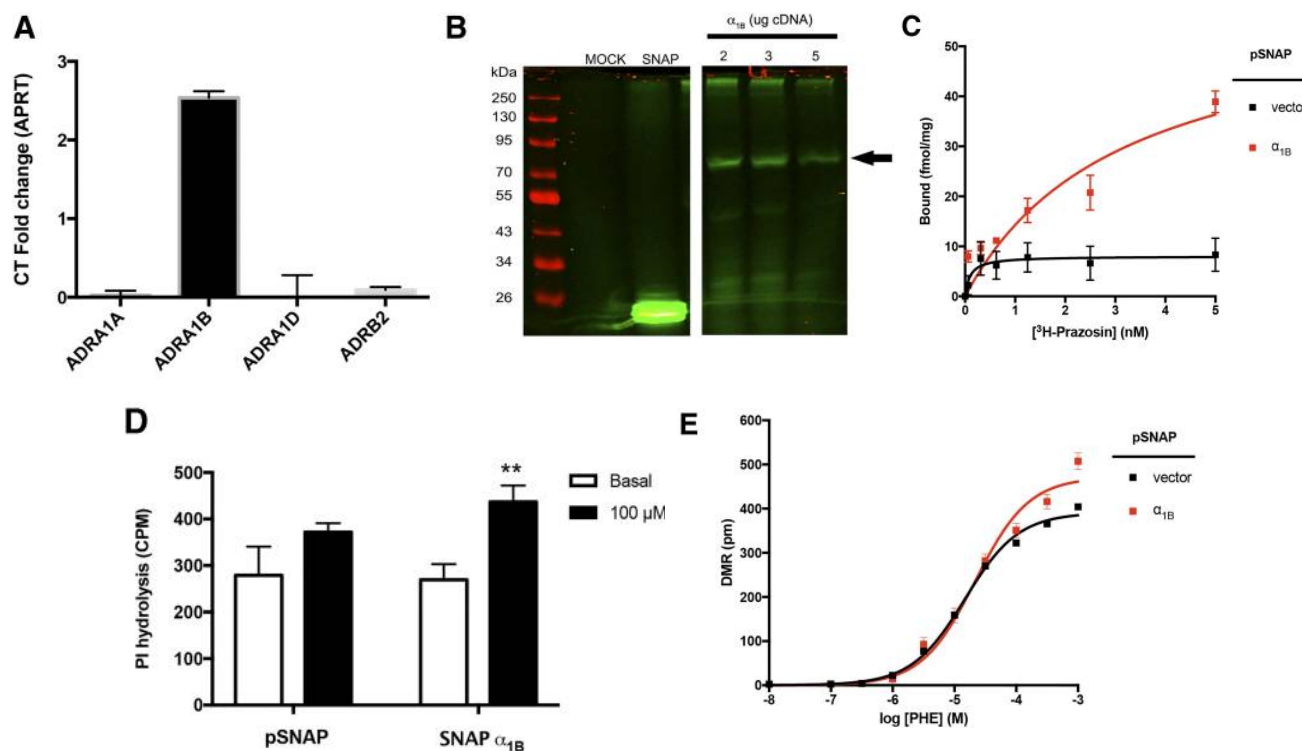 A
CT Fold change (APRT)
3
2
1
0
ADRA1A
ADRA1B
ADRA1D
ADRB2
B
α1B (ug cDNA)
MOCK SNAP 2 3 5
kDa
250
130
95
70
55
43
34
26
C
Bound (fmol/mg)
50
40
30
20
10
0
0 1 2 3 4 5
[³H-Prazosin] (nM)
pSNAP
vecto
α1B
D
PI hydrolysis (CPM)
500
400
300
200
100
0
**
Basal
100 µM
pSNAP SNAP α1B
E
DMR (pm)
600
500
400
300
200
100
0
-8 -7 -6 -5 -4 -3
log [PHE] (M)
pSNAP
vector
α1B